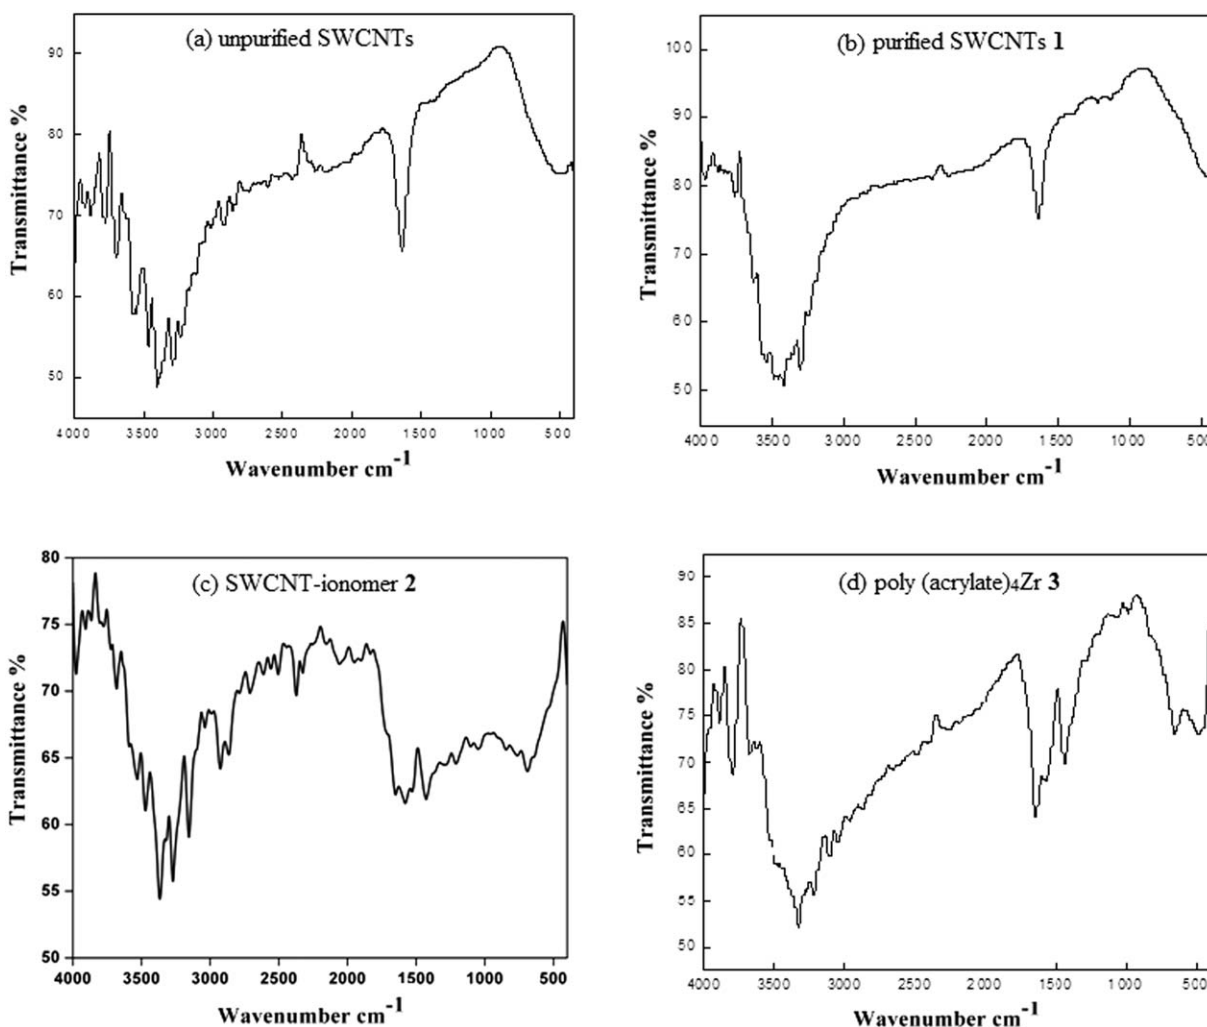 (a) unpurified SWCNTs
Transmittance %
90
80
70
60
50
4000 3500 3000 2500 2000 1500 1000 500
Wavenumber cm-1
(b) purified SWCNTs 1
Transmittance %
100
90
80
70
60
50
4000 3500 3000 2500 2000 1500 1000 500
Wavenumber cm-1
(c) SWCNT-ionomer 2
Transmittance %
80
75
70
65
60
55
50
4000 3500 3000 2500 2000 1500 1000 500
Wavenumber cm-1
(d) poly (acrylate)4Zr 3
Transmittance %
90
85
80
75
70
65
60
55
50
4000 3500 3000 2500 2000 1500 1000 500
Wavenumber cm-1